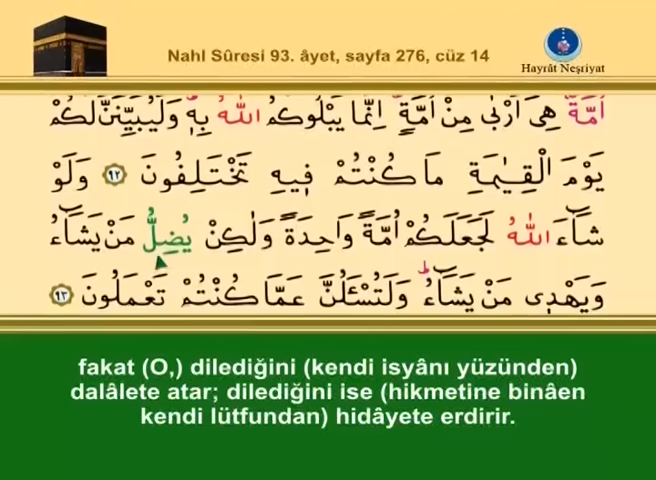 Nahl Sûresi 93. âyet, sayfa 276, cüz 14
Hayrât Neşriyat
اُمَّةٌ هِيَ اَرْبٰى مِنْ اُمَّةٍ اِنَّمَا يَبْلُوكُمُ اللّٰهُ بِهٖ وَلَيُبَيِّنَنَّ لَكُمْ
يَوْمَ الْقِيٰمَةِ مَا كُنْتُمْ فٖيهِ تَخْتَلِفُونَ ﴿٩٢﴾ وَلَوْ
شَٓاءَ اللّٰهُ لَجَعَلَكُمْ اُمَّةً وَاحِدَةً وَلٰكِنْ يُضِلُّ مَنْ يَشَٓاءُ
وَيَهْدٖى مَنْ يَشَٓاءُ ط وَلَتُسْـَٔلُنَّ عَمَّا كُنْتُمْ تَعْمَلُونَ ﴿٩٣﴾
fakat (O,) dilediğini (kendi isyânı yüzünden)
dalâlete atar; dilediğini ise (hikmetine binâen
kendi lütfundan) hidâyete erdirir.